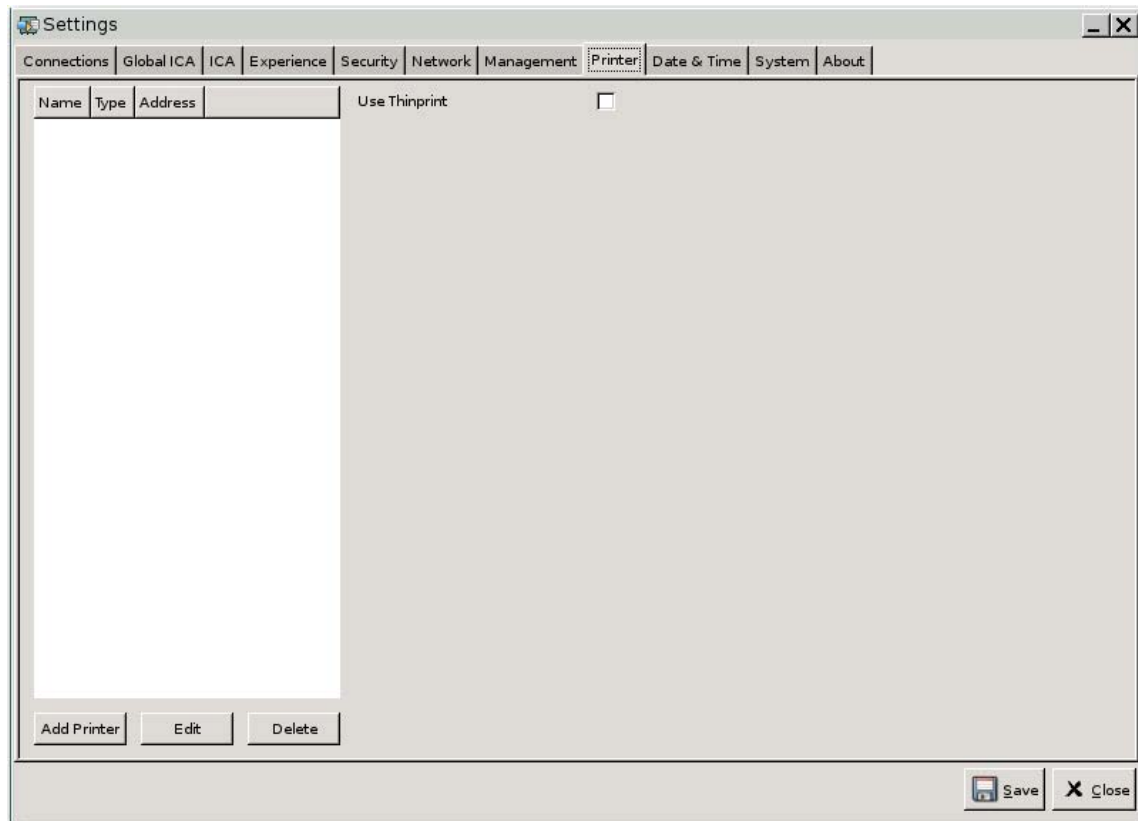 Settings
Connections Global ICA ICA Experience Security Network Management Printer Date & Time System About
Name Type Address Use Thinprint
Add Printer Edit Delete
Save Close